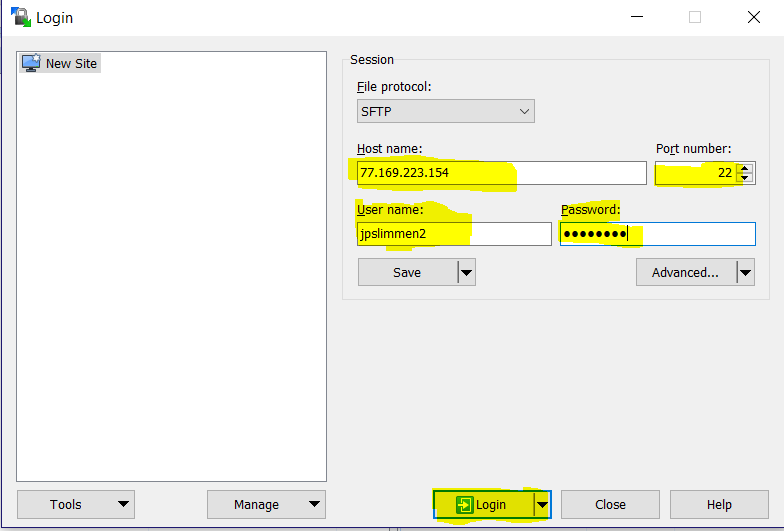 Login
New Site
Session
File protocol:
SFTP
Host name:
Port number:
77.169.223.154
22
User name:
Password:
jpslimmen2
●●●●●●●●
Save
Advanced...
Tools
Manage
Login
Close
Help